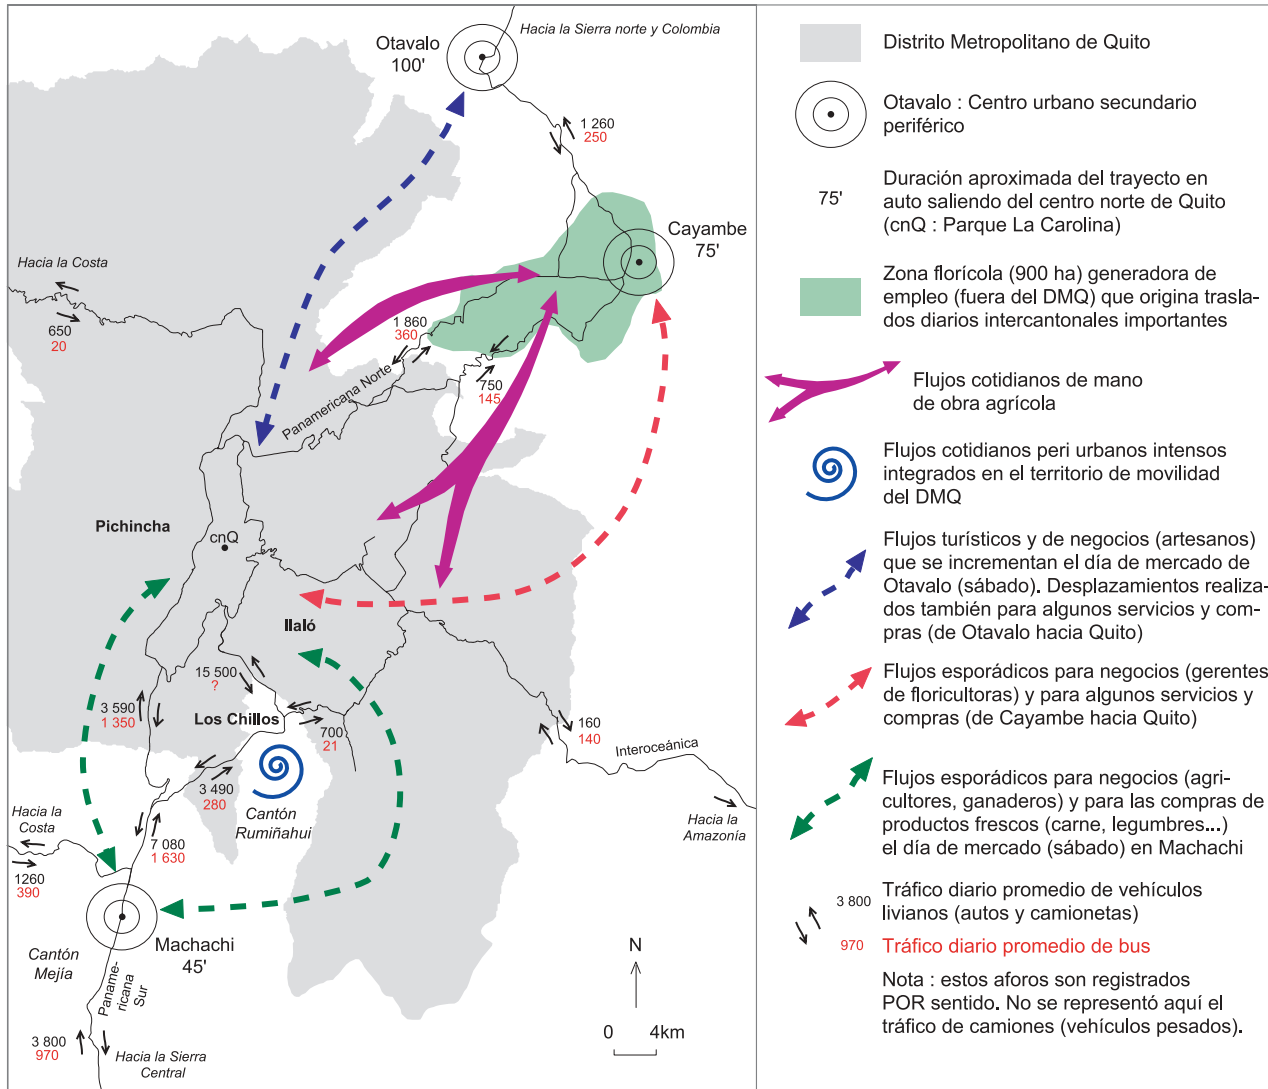 Hacia la Sierra norte y Colombia
Otavalo
100'
1 260
250
Cayambe
75'
Hacia la Costa
650
20
1 860
360
Panamericana Norte
750
145
Pichincha
cnQ
Ilaló
15 500
?
3 590
1 350
Los Chillos
700
21
160
140
Interoceánica
3 490
280
Cantón
Rumiñahui
Hacia la
Costa
Hacia la
Amazonía
7 080
1 630
1260
390
Machachi
45'
Cantón
Mejía
Paname-
ricana
Sur
N
0 4km
3 800
970
Hacia la Sierra
Central
Distrito Metropolitano de Quito
Otavalo : Centro urbano secundario
periférico
75'
Duración aproximada del trayecto en
auto saliendo del centro norte de Quito
(cnQ : Parque La Carolina)
Zona florícola (900 ha) generadora de
empleo (fuera del DMQ) que origina trasla-
dos diarios intercantonales importantes
Flujos cotidianos de mano
de obra agrícola
Flujos cotidianos peri urbanos intensos
integrados en el territorio de movilidad
del DMQ
Flujos turísticos y de negocios (artesanos)
que se incrementan el día de mercado de
Otavalo (sábado). Desplazamientos realiza-
dos también para algunos servicios y com-
pras (de Otavalo hacia Quito)
Flujos esporádicos para negocios (gerentes
de floricultoras) y para algunos servicios y
compras (de Cayambe hacia Quito)
Flujos esporádicos para negocios (agri-
cultores, ganaderos) y para las compras de
productos frescos (carne, legumbres...)
el día de mercado (sábado) en Machachi
3 800
Tráfico diario promedio de vehículos
livianos (autos y camionetas)
970
Tráfico diario promedio de bus
Nota : estos aforos son registrados
POR sentido. No se representó aquí el
tráfico de camiones (vehículos pesados).